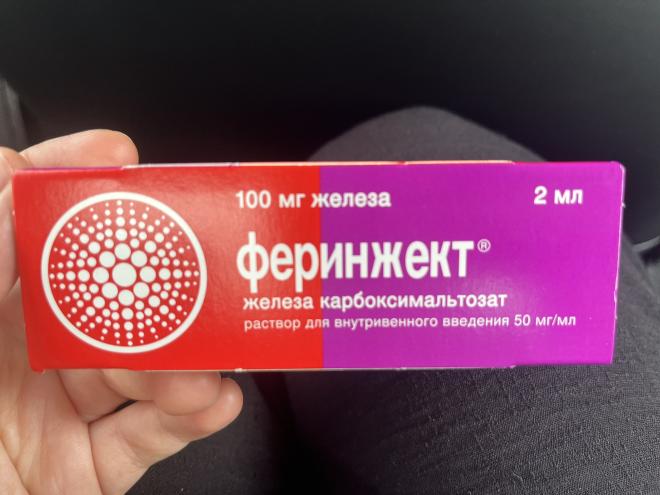 100 мг железа 2 мл
феринжект®
железа карбоксимальтозат
раствор для внутривенного введения 50 мг/мл